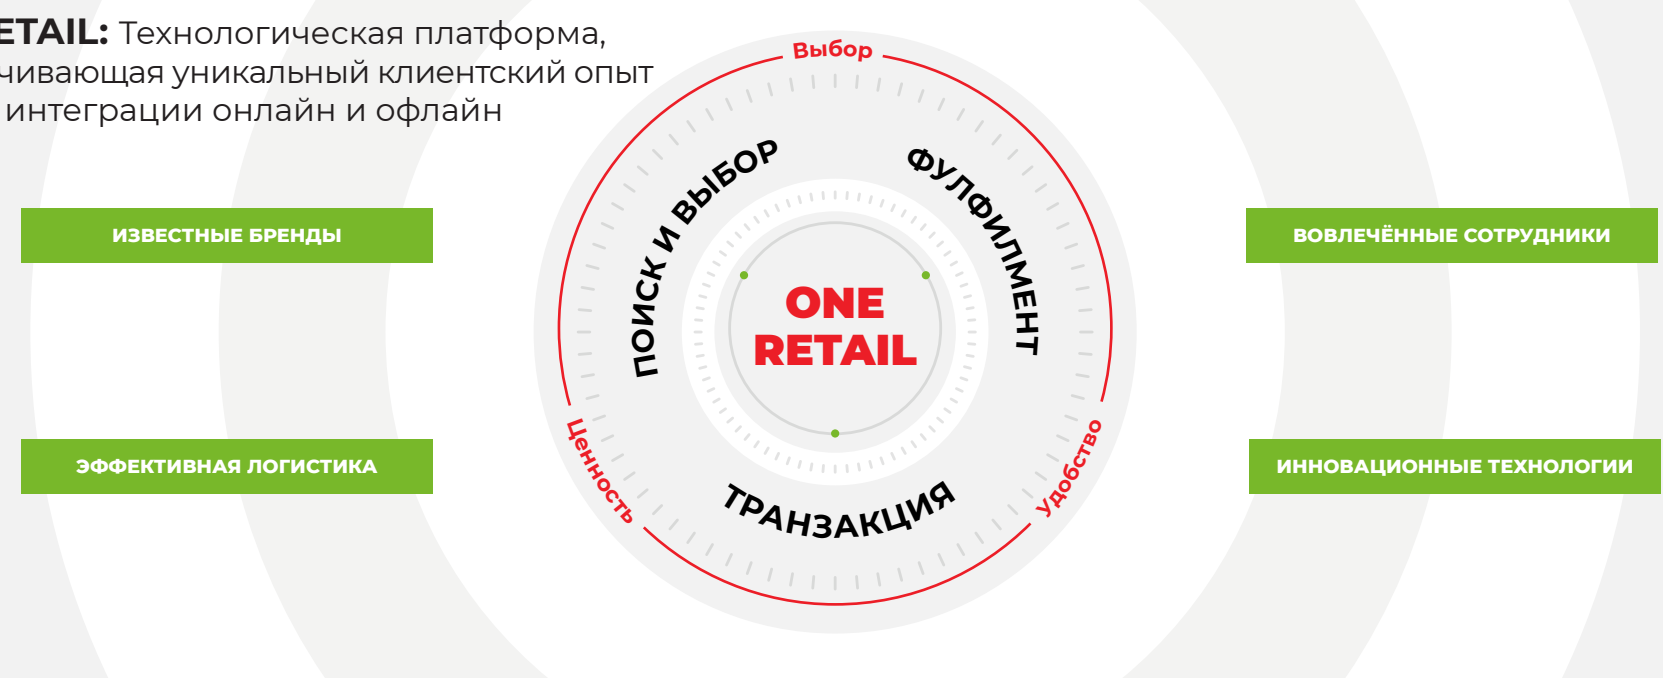 ETAIL: Технологическая платформа,
чивающая уникальный клиентский опыт
интеграции онлайн и офлайн
Выбор
ПОИСК И ВЫБОР
ФУЛФИЛМЕНТ
ИЗВЕСТНЫЕ БРЕНДЫ
ВОВЛЕЧЁННЫЕ СОТРУДНИКИ
ONE
RETAIL
ЭФФЕКТИВНАЯ ЛОГИСТИКА
ИННОВАЦИОННЫЕ ТЕХНОЛОГИИ
Ценность
Удобство
ТРАНЗАКЦИЯ